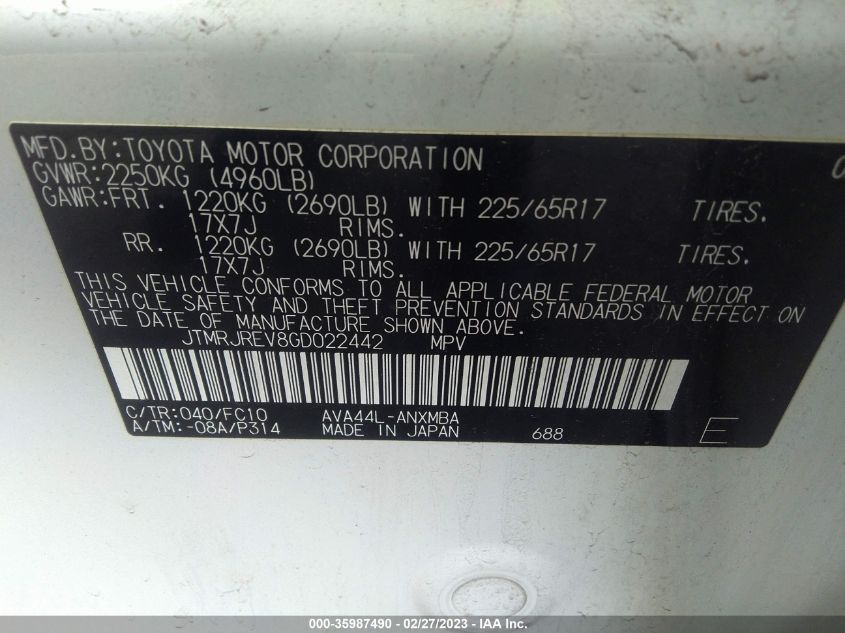 MFD.BY:TOYOTA MOTOR CORPORATION
GVWR:2250KG (4960LB)
GAWR:FRT. 1220KG (2690LB) WITH 225/65R17 TIRES.
17X7J RIMS.
RR. 1220KG (2690LB) WITH 225/65R17 TIRES.
17X7J RIMS.
THIS VEHICLE CONFORMS TO ALL APPLICABLE FEDERAL MOTOR
VEHICLE SAFETY AND THEFT PREVENTION STANDARDS IN EFFECT ON
THE DATE OF MANUFACTURE SHOWN ABOVE.
JTMRJREV8GD022442 MPV
C/TR:040/FC10 AVA44L-ANXMBA
A/TM:-08A/P314 MADE IN JAPAN 688 E
000-35987490 - 02/27/2023 - © IAA Inc.